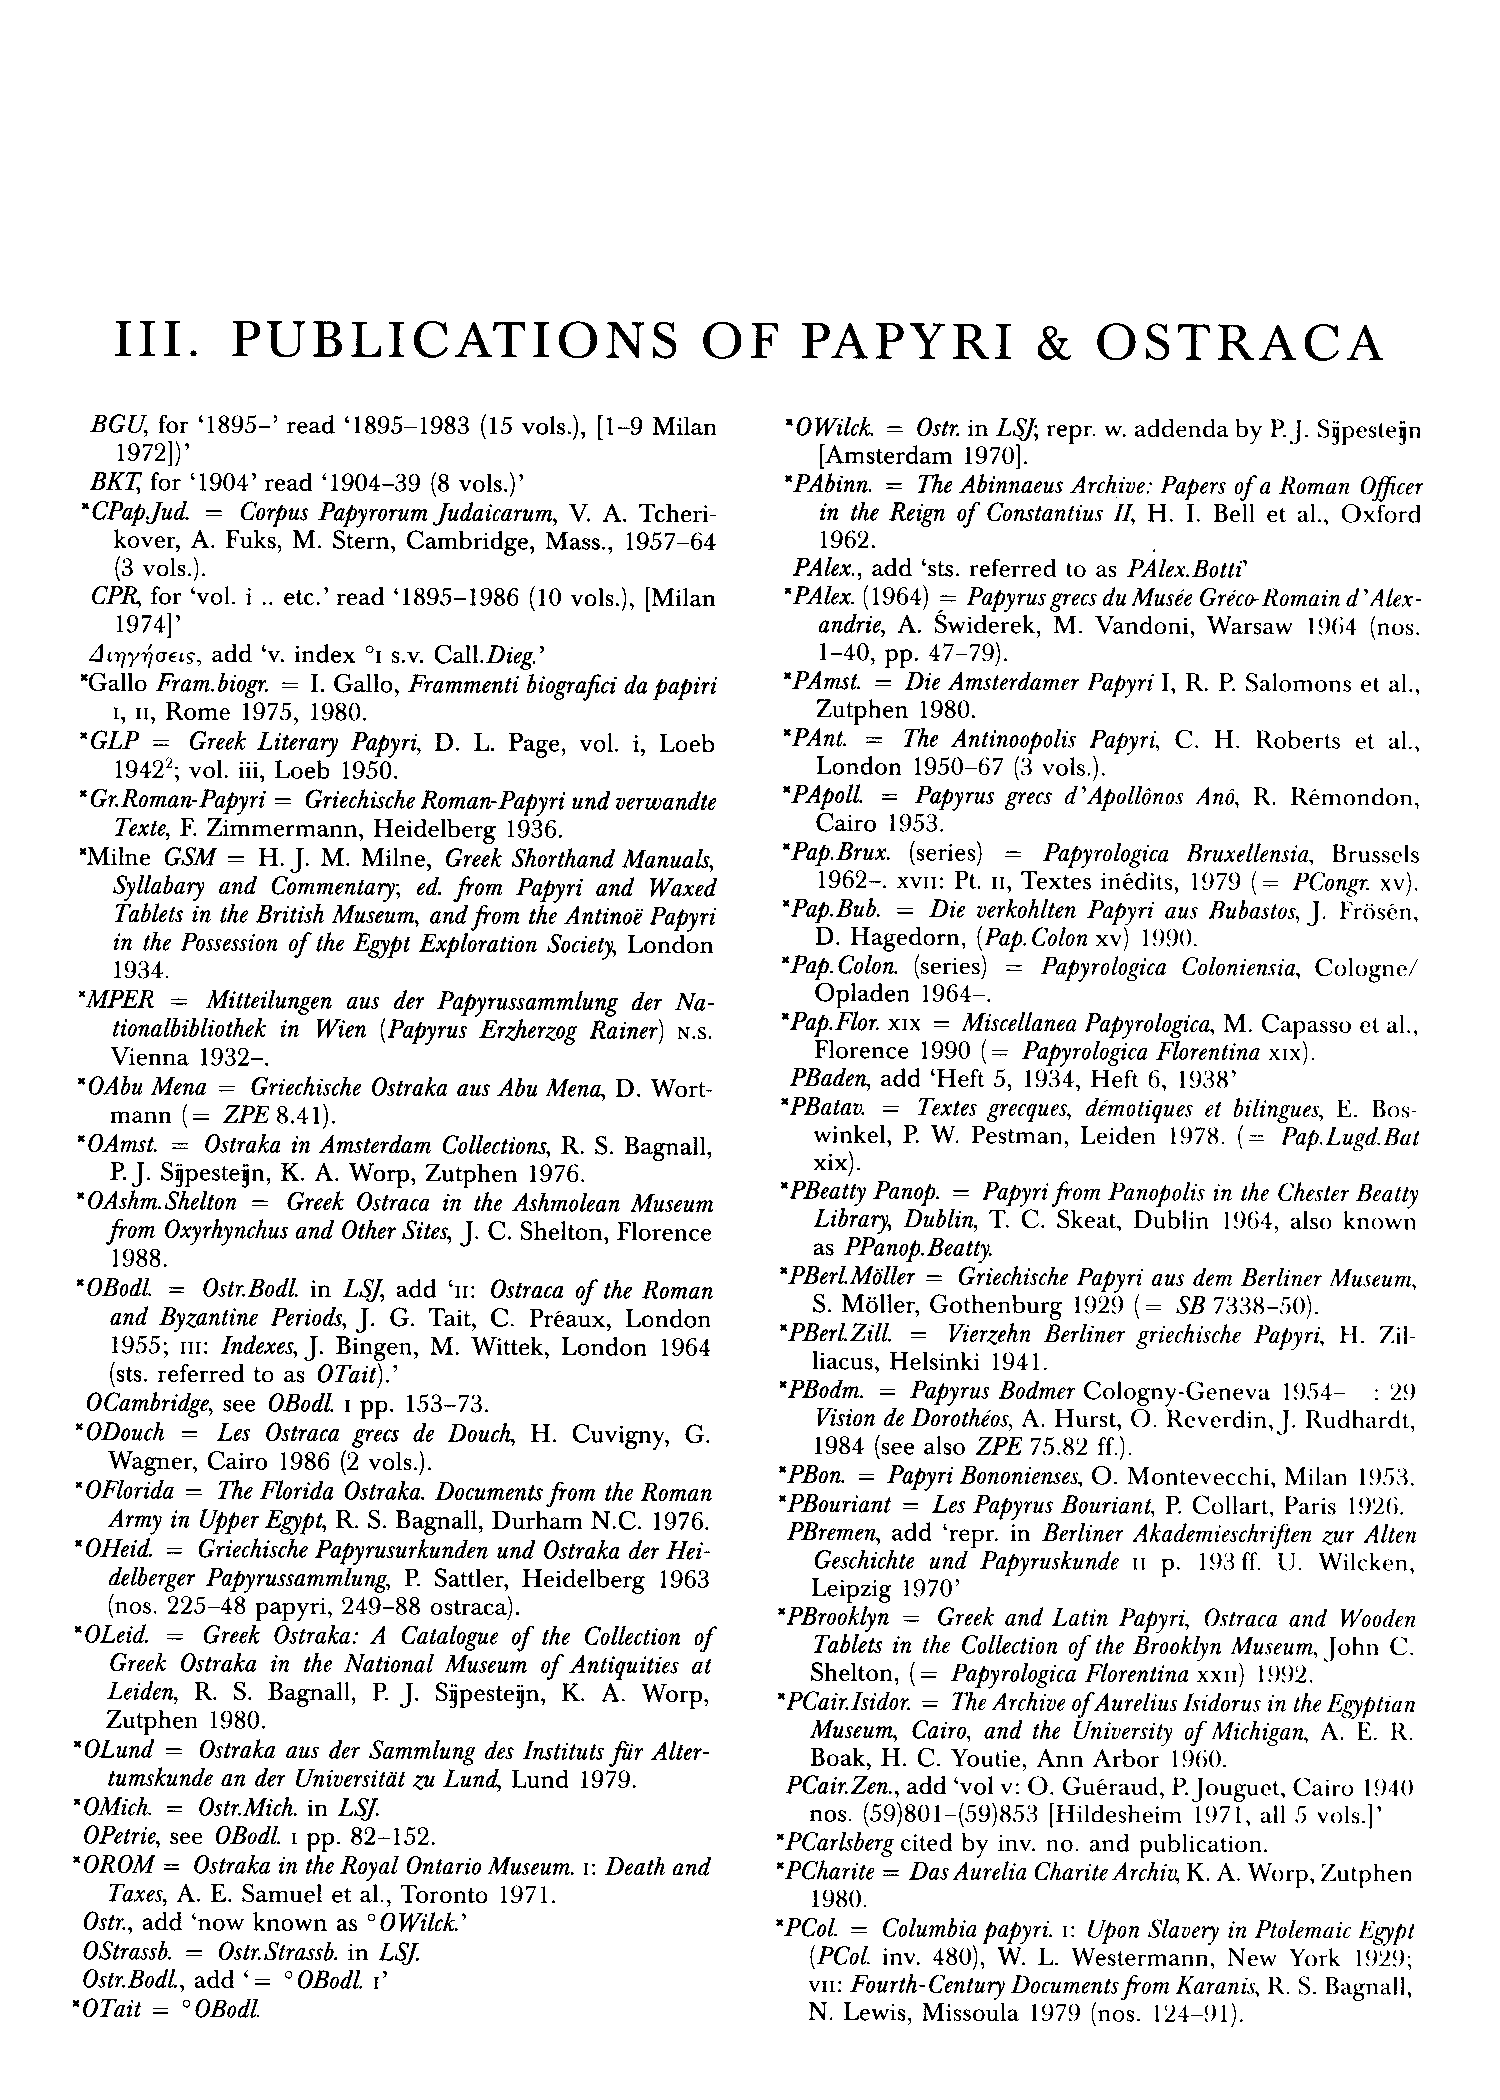 III. PUBLICATIONS OF PAPYRI & OSTRACA
BGU, for ‘1895–’ read ‘1895–1983 (15 vols.), [1–9 Milan
1972])’
BKT, for ‘1904’ read ‘1904–39 (8 vols.)’
*CPap.Jud. = Corpus Papyrorum Judaicarum, V. A. Tcheri-
kover, A. Fuks, M. Stern, Cambridge, Mass., 1957–64
(3 vols.).
CPR, for ‘vol. i .. etc.’ read ‘1895–1986 (10 vols.), [Milan
1974]’
Διηγήσεις, add ‘v. index °I s.v. Call.Dieg.’
*Gallo Fram.biogr. = I. Gallo, Frammenti biografici da papiri
I, II, Rome 1975, 1980.
*GLP = Greek Literary Papyri, D. L. Page, vol. i, Loeb
1942²; vol. iii, Loeb 1950.
*Gr.Roman-Papyri = Griechische Roman-Papyri und verwandte
Texte, F. Zimmermann, Heidelberg 1936.
*Milne GSM = H. J. M. Milne, Greek Shorthand Manuals,
Syllabary and Commentary; ed. from Papyri and Waxed
Tablets in the British Museum, and from the Antinoë Papyri
in the Possession of the Egypt Exploration Society, London
1934.
*MPER = Mitteilungen aus der Papyrussammlung der Na-
tionalbibliothek in Wien (Papyrus Erzherzog Rainer) N.S.
Vienna 1932–.
*OAbu Mena = Griechische Ostraka aus Abu Mena, D. Wort-
mann (= ZPE 8.41).
*OAmst. = Ostraka in Amsterdam Collections, R. S. Bagnall,
P. J. Sijpesteijn, K. A. Worp, Zutphen 1976.
*OAshm.Shelton = Greek Ostraca in the Ashmolean Museum
from Oxyrhynchus and Other Sites, J. C. Shelton, Florence
1988.
*OBodl. = Ostr.Bodl. in LSJ, add ‘II: Ostraca of the Roman
and Byzantine Periods, J. G. Tait, C. Préaux, London
1955; III: Indexes, J. Bingen, M. Wittek, London 1964
(sts. referred to as OTait).’
OCambridge, see OBodl. I pp. 153–73.
*ODouch = Les Ostraca grecs de Douch, H. Cuvigny, G.
Wagner, Cairo 1986 (2 vols.).
*OFlorida = The Florida Ostraka. Documents from the Roman
Army in Upper Egypt, R. S. Bagnall, Durham N.C. 1976.
*OHeid. = Griechische Papyrusurkunden und Ostraka der Hei-
delberger Papyrussammlung, P. Sattler, Heidelberg 1963
(nos. 225–48 papyri, 249–88 ostraca).
*OLeid. = Greek Ostraka: A Catalogue of the Collection of
Greek Ostraka in the National Museum of Antiquities at
Leiden, R. S. Bagnall, P. J. Sijpesteijn, K. A. Worp,
Zutphen 1980.
*OLund = Ostraka aus der Sammlung des Instituts für Alter-
tumskunde an der Universität zu Lund, Lund 1979.
*OMich. = Ostr.Mich. in LSJ.
OPetrie, see OBodl. I pp. 82–152.
*OROM = Ostraka in the Royal Ontario Museum. I: Death and
Taxes, A. E. Samuel et al., Toronto 1971.
Ostr., add ‘now known as °OWilck.’
OStrassb. = Ostr.Strassb. in LSJ.
Ostr.Bodl., add ‘= °OBodl. I’
*OTait = °OBodl.
*OWilck. = Ostr. in LSJ; repr. w. addenda by P. J. Sijpesteijn
[Amsterdam 1970].
*PAbinn. = The Abinnaeus Archive: Papers of a Roman Officer
in the Reign of Constantius II, H. I. Bell et al., Oxford
1962.
PAlex., add ‘sts. referred to as PAlex.Botti’
*PAlex. (1964) = Papyrus grecs du Musée Gréco-Romain d’Alex-
andrie, A. Świderek, M. Vandoni, Warsaw 1964 (nos.
1–40, pp. 47–79).
*PAmst. = Die Amsterdamer Papyri I, R. P. Salomons et al.,
Zutphen 1980.
*PAnt. = The Antinoopolis Papyri, C. H. Roberts et al.,
London 1950–67 (3 vols.).
*PApoll. = Papyrus grecs d’Apollônos Anô, R. Rémondon,
Cairo 1953.
*Pap.Brux. (series) = Papyrologica Bruxellensia, Brussels
1962–. XVII: Pt. II, Textes inédits, 1979 (= PCongr. XV).
*Pap.Bub. = Die verkohlten Papyri aus Bubastos, J. Frösén,
D. Hagedorn, (Pap.Colon XV) 1990.
*Pap.Colon. (series) = Papyrologica Coloniensia, Cologne/
Opladen 1964–.
*Pap.Flor. XIX = Miscellanea Papyrologica, M. Capasso et al.,
Florence 1990 (= Papyrologica Florentina XIX).
PBaden, add ‘Heft 5, 1934, Heft 6, 1938’
*PBatav. = Textes grecques, démotiques et bilingues, E. Bos-
winkel, P. W. Pestman, Leiden 1978. (= Pap.Lugd.Bat
xix).
*PBeatty Panop. = Papyri from Panopolis in the Chester Beatty
Library, Dublin, T. C. Skeat, Dublin 1964, also known
as PPanop.Beatty.
*PBerl.Möller = Griechische Papyri aus dem Berliner Museum,
S. Möller, Gothenburg 1929 (= SB 7338–50).
*PBerl.Zill. = Vierzehn Berliner griechische Papyri, H. Zil-
liacus, Helsinki 1941.
*PBodm. = Papyrus Bodmer Cologny-Geneva 1954– : 29
Vision de Dorothéos, A. Hurst, O. Reverdin, J. Rudhardt,
1984 (see also ZPE 75.82 ff.).
*PBon. = Papyri Bononienses, O. Montevecchi, Milan 1953.
*PBouriant = Les Papyrus Bouriant, P. Collart, Paris 1926.
PBremen, add ‘repr. in Berliner Akademieschriften zur Alten
Geschichte und Papyruskunde II p. 193 ff. U. Wilcken,
Leipzig 1970’
*PBrooklyn = Greek and Latin Papyri, Ostraca and Wooden
Tablets in the Collection of the Brooklyn Museum, John C.
Shelton, (= Papyrologica Florentina XXII) 1992.
*PCair.Isidor. = The Archive of Aurelius Isidorus in the Egyptian
Museum, Cairo, and the University of Michigan, A. E. R.
Boak, H. C. Youtie, Ann Arbor 1960.
PCair.Zen., add ‘vol v: O. Guéraud, P. Jouguet, Cairo 1940
nos. (59)801–(59)853 [Hildesheim 1971, all 5 vols.]’
*PCarlsberg cited by inv. no. and publication.
*PCharite = Das Aurelia Charite Archiv, K. A. Worp, Zutphen
1980.
*PCol. = Columbia papyri. I: Upon Slavery in Ptolemaic Egypt
(PCol. inv. 480), W. L. Westermann, New York 1929;
VII: Fourth-Century Documents from Karanis, R. S. Bagnall,
N. Lewis, Missoula 1979 (nos. 124–91).